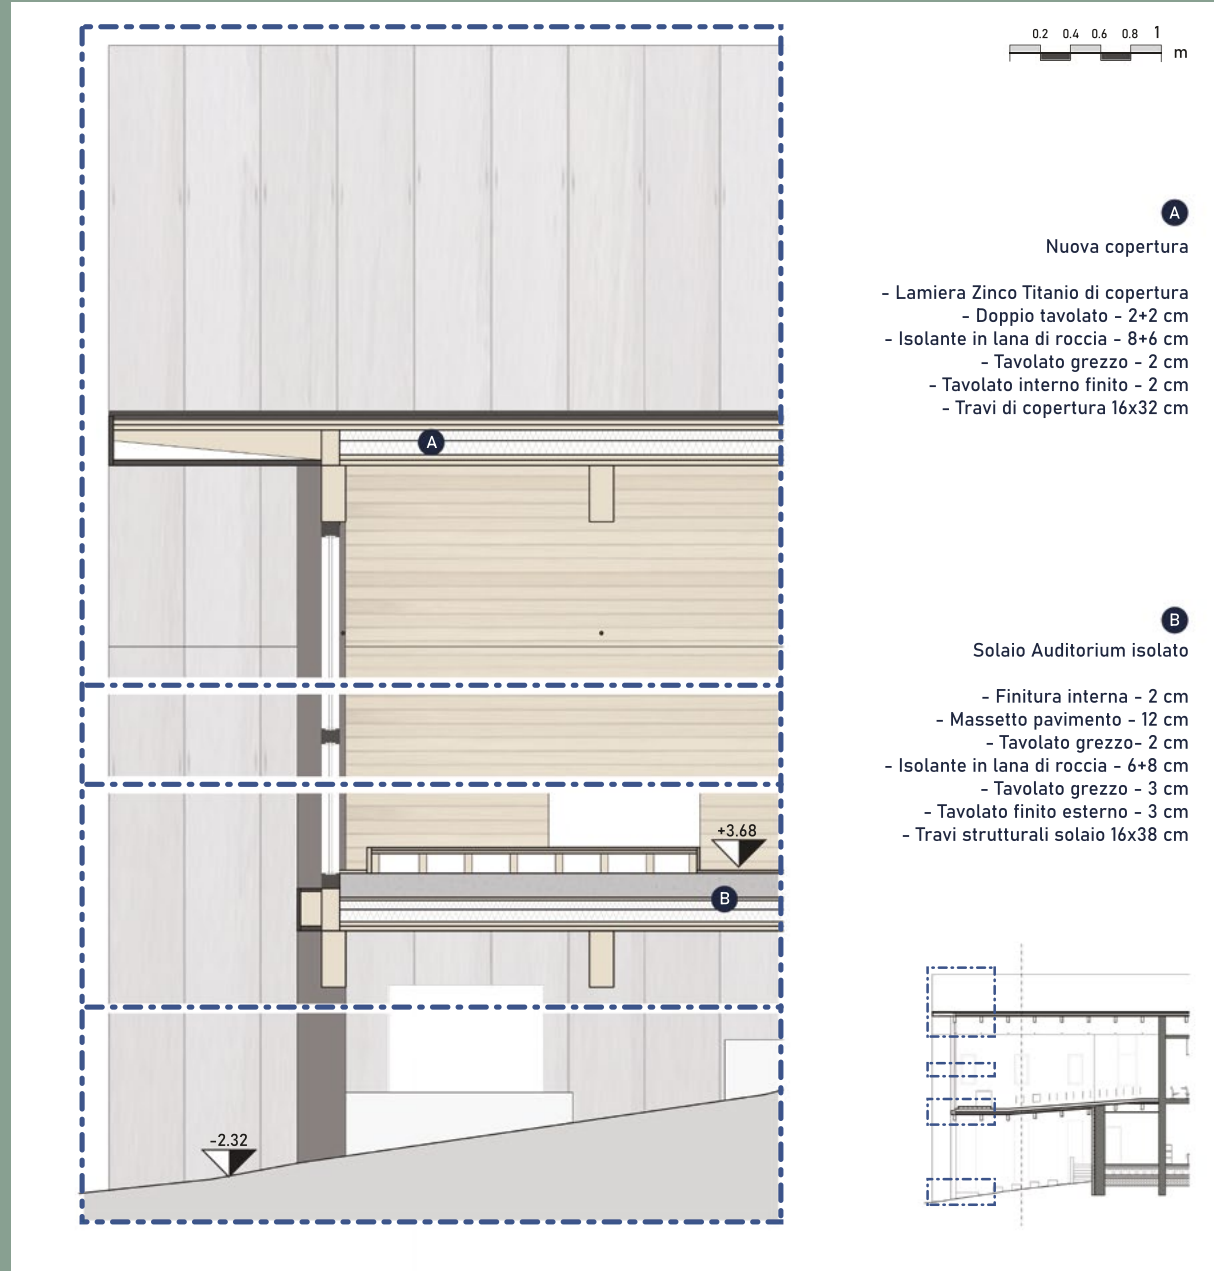 0.2 0.4 0.6 0.8 1
m
A
Nuova copertura
- Lamiera Zinco Titanio di copertura
- Doppio tavolato - 2+2 cm
- Isolante in lana di roccia - 8+6 cm
- Tavolato grezzo - 2 cm
- Tavolato interno finito - 2 cm
- Travi di copertura 16x32 cm
A
B
Solaio Auditorium isolato
- Finitura interna - 2 cm
- Massetto pavimento - 12 cm
- Tavolato grezzo- 2 cm
- Isolante in lana di roccia - 6+8 cm
- Tavolato grezzo - 3 cm
- Tavolato finito esterno - 3 cm
- Travi strutturali solaio 16x38 cm
+3.68
B
-2.32